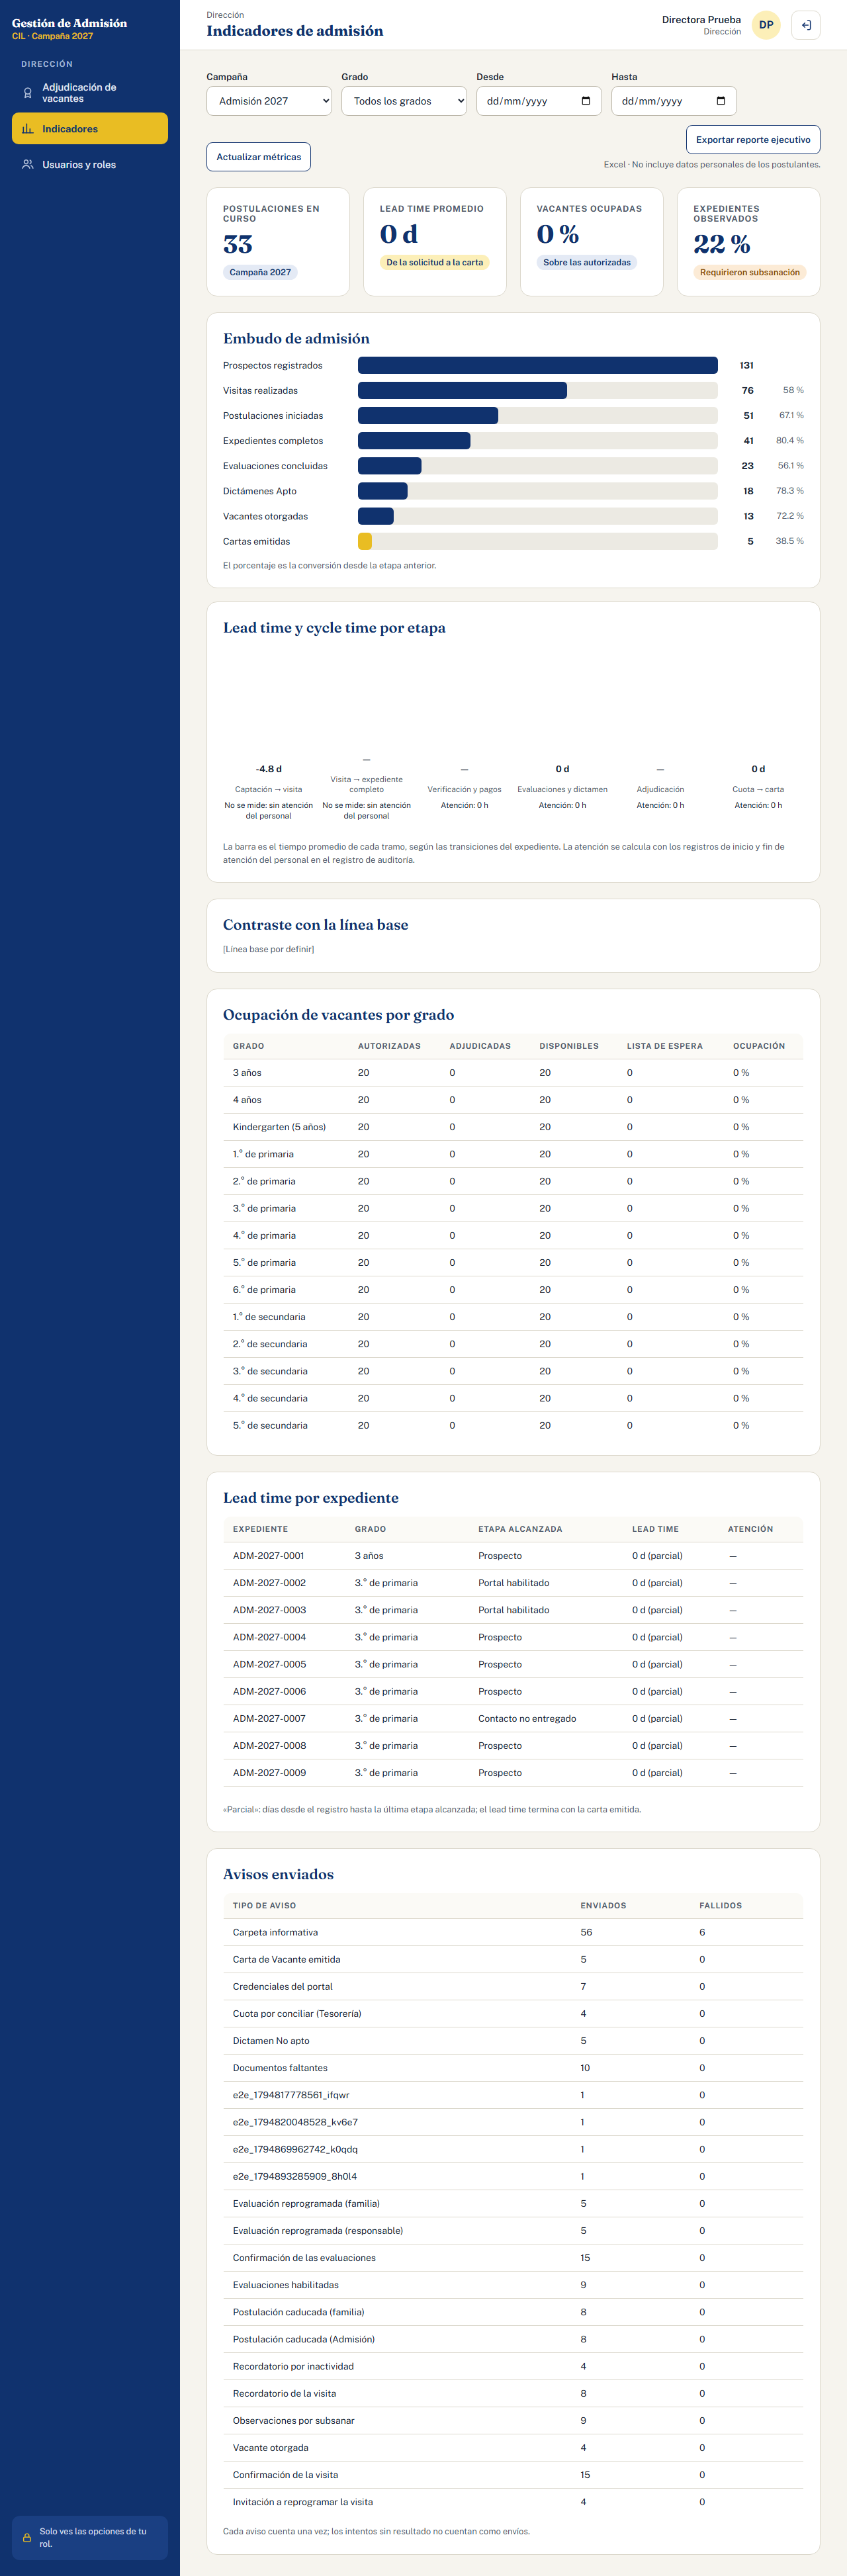 Gestión de Admisión
CIL · Campaña 2027
DIRECCIÓN
Adjudicación de
vacantes
Indicadores
Usuarios y roles
Dirección
Indicadores de admisión
Directora Prueba
Dirección
DP
Campaña
Grado
Desde
Hasta
Admisión 2027
Todos los grados
dd/mm/yyyy
dd/mm/yyyy
Actualizar métricas
Exportar reporte ejecutivo
Excel · No incluye datos personales de los postulantes.
POSTULACIONES EN
CURSO
33
Campaña 2027
LEAD TIME PROMEDIO
0 d
De la solicitud a la carta
VACANTES OCUPADAS
0 %
Sobre las autorizadas
EXPEDIENTES
OBSERVADOS
22 %
Requirieron subsanación
Embudo de admisión
Prospectos registrados 131
Visitas realizadas 76 58 %
Postulaciones iniciadas 51 67.1 %
Expedientes completos 41 80.4 %
Evaluaciones concluidas 23 56.1 %
Dictámenes Apto 18 78.3 %
Vacantes otorgadas 13 72.2 %
Cartas emitidas 5 38.5 %
El porcentaje es la conversión desde la etapa anterior.
Lead time y cycle time por etapa
-4.8 d
Captación → visita
No se mide: sin atención
del personal
—
Visita → expediente
completo
No se mide: sin atención
del personal
—
Verificación y pagos
Atención: 0 h
0 d
Evaluaciones y dictamen
Atención: 0 h
—
Adjudicación
Atención: 0 h
0 d
Cuota → carta
Atención: 0 h
La barra es el tiempo promedio de cada tramo, según las transiciones del expediente. La atención se calcula con los registros de inicio y fin de
atención del personal en el registro de auditoría.
Contraste con la línea base
[Línea base por definir]
Ocupación de vacantes por grado
GRADO AUTORIZADAS ADJUDICADAS DISPONIBLES LISTA DE ESPERA OCUPACIÓN
3 años 20 0 20 0 0 %
4 años 20 0 20 0 0 %
Kindergarten (5 años) 20 0 20 0 0 %
1.° de primaria 20 0 20 0 0 %
2.° de primaria 20 0 20 0 0 %
3.° de primaria 20 0 20 0 0 %
4.° de primaria 20 0 20 0 0 %
5.° de primaria 20 0 20 0 0 %
6.° de primaria 20 0 20 0 0 %
1.° de secundaria 20 0 20 0 0 %
2.° de secundaria 20 0 20 0 0 %
3.° de secundaria 20 0 20 0 0 %
4.° de secundaria 20 0 20 0 0 %
5.° de secundaria 20 0 20 0 0 %
Lead time por expediente
EXPEDIENTE GRADO ETAPA ALCANZADA LEAD TIME ATENCIÓN
ADM-2027-0001 3 años Prospecto 0 d (parcial) —
ADM-2027-0002 3.° de primaria Portal habilitado 0 d (parcial) —
ADM-2027-0003 3.° de primaria Portal habilitado 0 d (parcial) —
ADM-2027-0004 3.° de primaria Prospecto 0 d (parcial) —
ADM-2027-0005 3.° de primaria Prospecto 0 d (parcial) —
ADM-2027-0006 3.° de primaria Prospecto 0 d (parcial) —
ADM-2027-0007 3.° de primaria Contacto no entregado 0 d (parcial) —
ADM-2027-0008 3.° de primaria Prospecto 0 d (parcial) —
ADM-2027-0009 3.° de primaria Prospecto 0 d (parcial) —
«Parcial»: días desde el registro hasta la última etapa alcanzada; el lead time termina con la carta emitida.
Avisos enviados
TIPO DE AVISO ENVIADOS FALLIDOS
Carpeta informativa 56 6
Carta de Vacante emitida 5 0
Credenciales del portal 7 0
Cuota por conciliar (Tesorería) 4 0
Dictamen No apto 5 0
Documentos faltantes 10 0
e2e_1794817778561_ifqwr 1 0
e2e_1794820048528_kv6e7 1 0
e2e_1794869962742_k0qdq 1 0
e2e_1794893285909_8h0l4 1 0
Evaluación reprogramada (familia) 5 0
Evaluación reprogramada (responsable) 5 0
Confirmación de las evaluaciones 15 0
Evaluaciones habilitadas 9 0
Postulación caducada (familia) 8 0
Postulación caducada (Admisión) 8 0
Recordatorio por inactividad 4 0
Recordatorio de la visita 8 0
Observaciones por subsanar 9 0
Vacante otorgada 4 0
Confirmación de la visita 15 0
Invitación a reprogramar la visita 4 0
Cada aviso cuenta una vez; los intentos sin resultado no cuentan como envíos.
Solo ves las opciones de tu
rol.